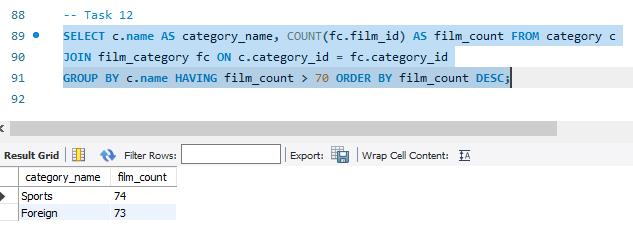 88 -- Task 12
89 SELECT c.name AS category_name, COUNT(fc.film_id) AS film_count FROM category c
90 JOIN film_category fc ON c.category_id = fc.category_id
91 GROUP BY c.name HAVING film_count > 70 ORDER BY film_count DESC;
92
Result Grid Filter Rows: Export: Wrap Cell Content:
category_name film_count
Sports 74
Foreign 73